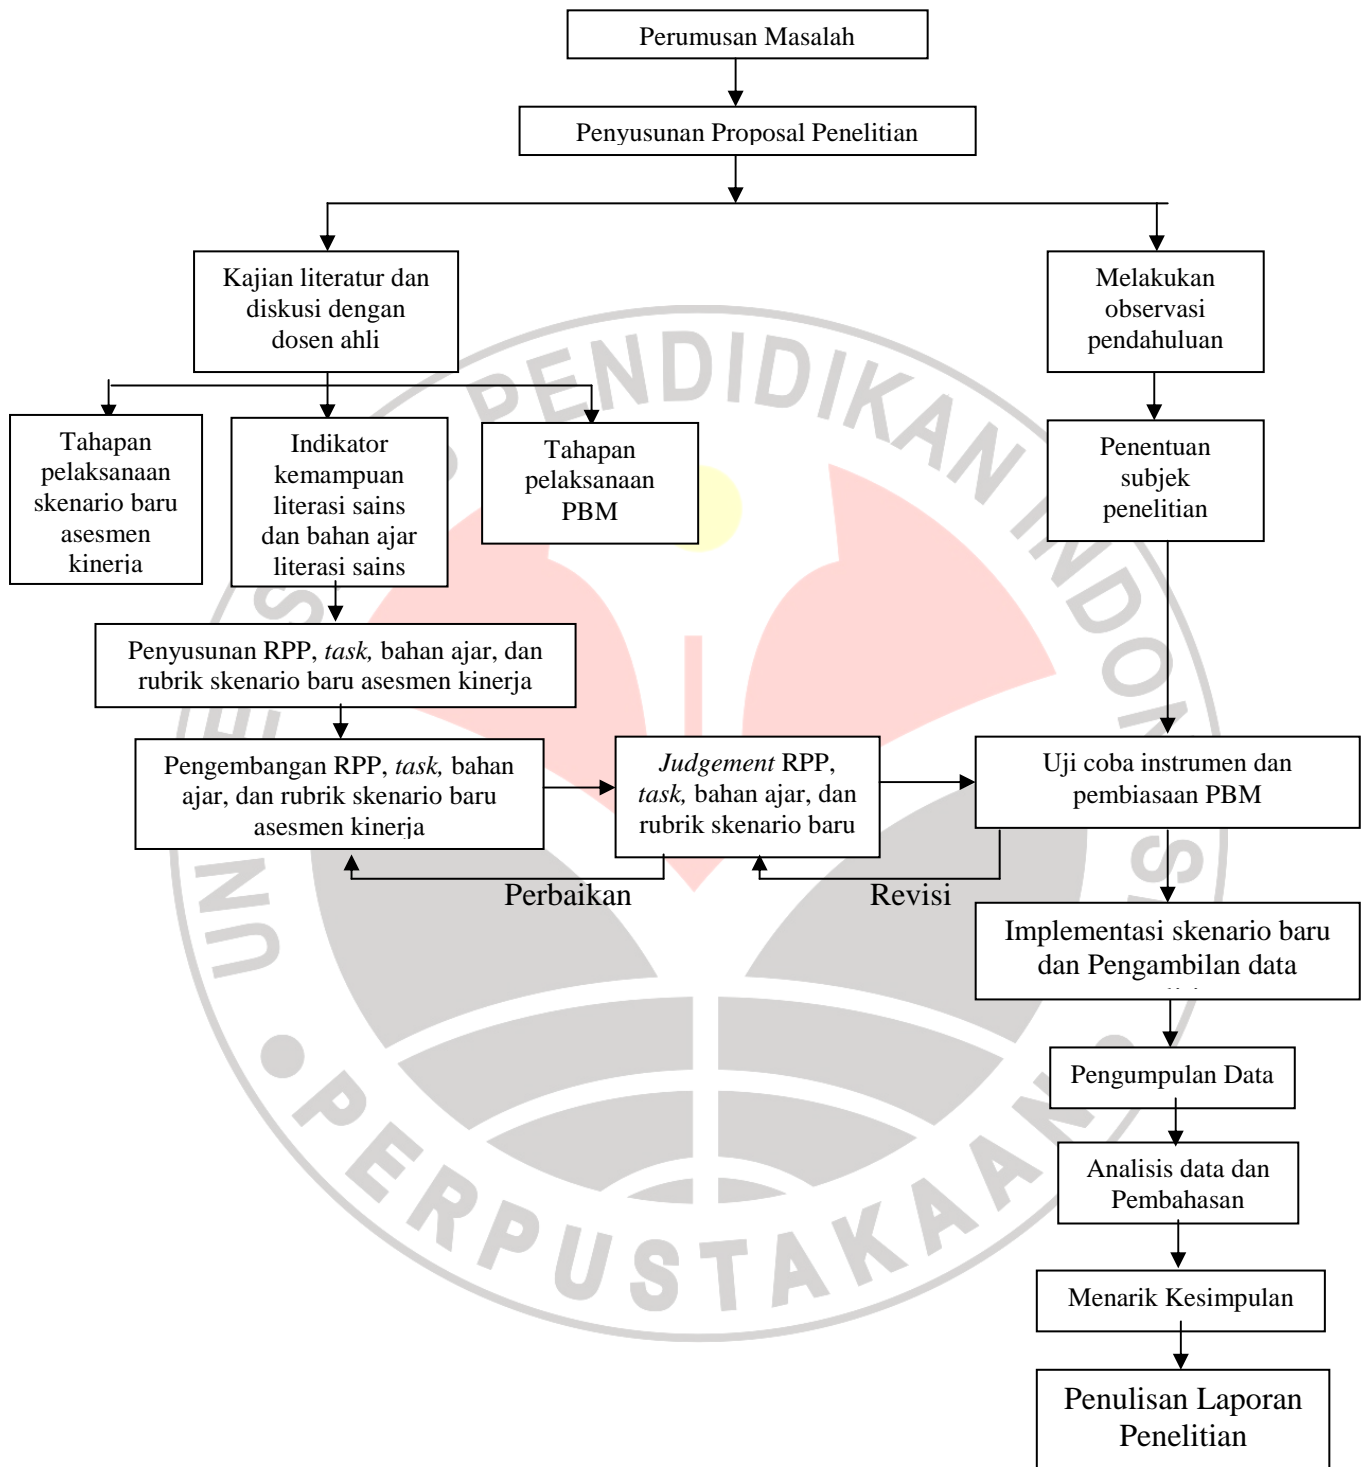 Perumusan Masalah
Penyusunan Proposal Penelitian
Kajian literatur dan
diskusi dengan
dosen ahli
Melakukan
observasi
pendahuluan
Tahapan
pelaksanaan
skenario baru
asesmen
kinerja
Indikator
kemampuan
literasi sains
dan bahan ajar
literasi sains
Tahapan
pelaksanaan
PBM
Penentuan
subjek
penelitian
Penyusunan RPP, task, bahan ajar, dan
rubrik skenario baru asesmen kinerja
Pengembangan RPP, task, bahan
ajar, dan rubrik skenario baru
asesmen kinerja
Judgement RPP,
task, bahan ajar, dan
rubrik skenario baru
Uji coba instrumen dan
pembiasaan PBM
Perbaikan
Revisi
Implementasi skenario baru
dan Pengambilan data
Pengumpulan Data
Analisis data dan
Pembahasan
Menarik Kesimpulan
Penulisan Laporan
Penelitian
PENDIDIKAN
PERPUSTAKAAN